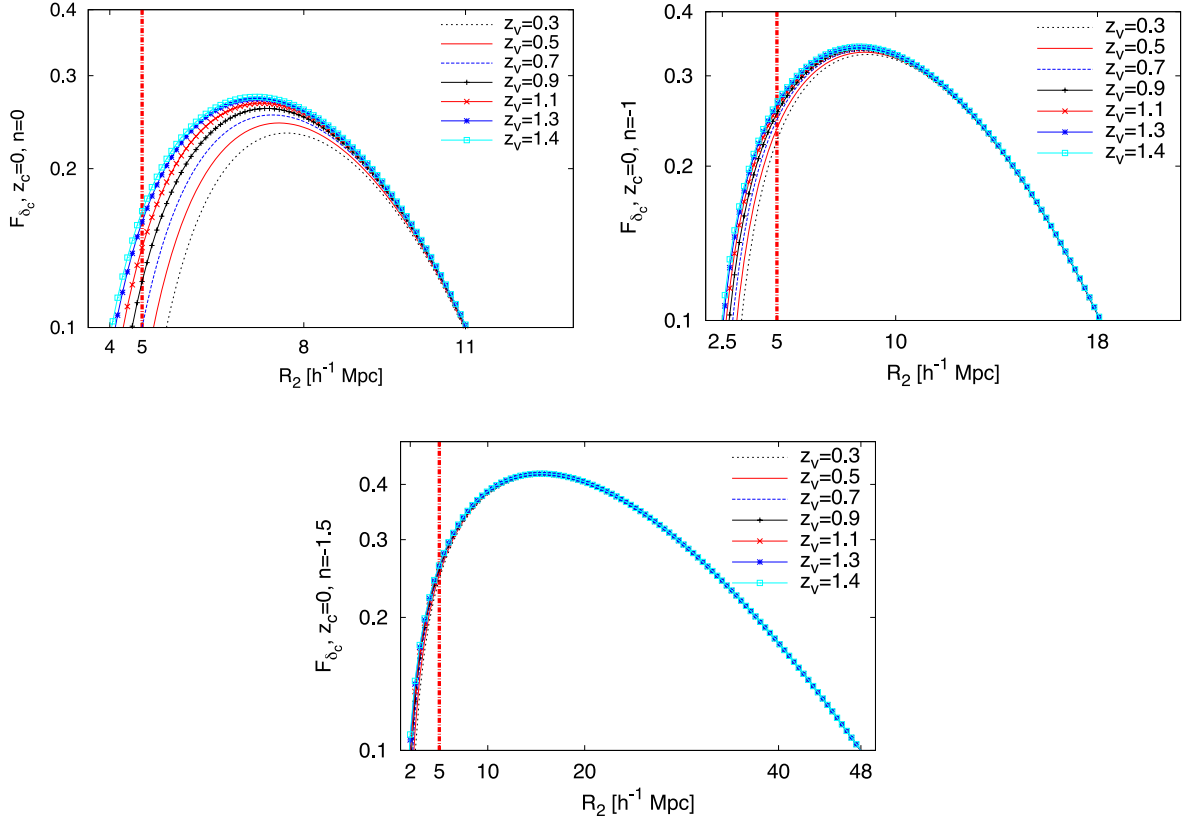 F_δc, z_c=0, n=0
0.4
0.3
0.2
0.1
4 5 8 11
R_2 [h^-1 Mpc]
z_v=0.3
z_v=0.5
z_v=0.7
z_v=0.9
z_v=1.1
z_v=1.3
z_v=1.4
F_δc, z_c=0, n=-1
0.4
0.3
0.2
0.1
2.5 5 10 18
R_2 [h^-1 Mpc]
z_v=0.3
z_v=0.5
z_v=0.7
z_v=0.9
z_v=1.1
z_v=1.3
z_v=1.4
F_δc, z_c=0, n=-1.5
0.4
0.3
0.2
0.1
2 5 10 20 40 48
R_2 [h^-1 Mpc]
z_v=0.3
z_v=0.5
z_v=0.7
z_v=0.9
z_v=1.1
z_v=1.3
z_v=1.4